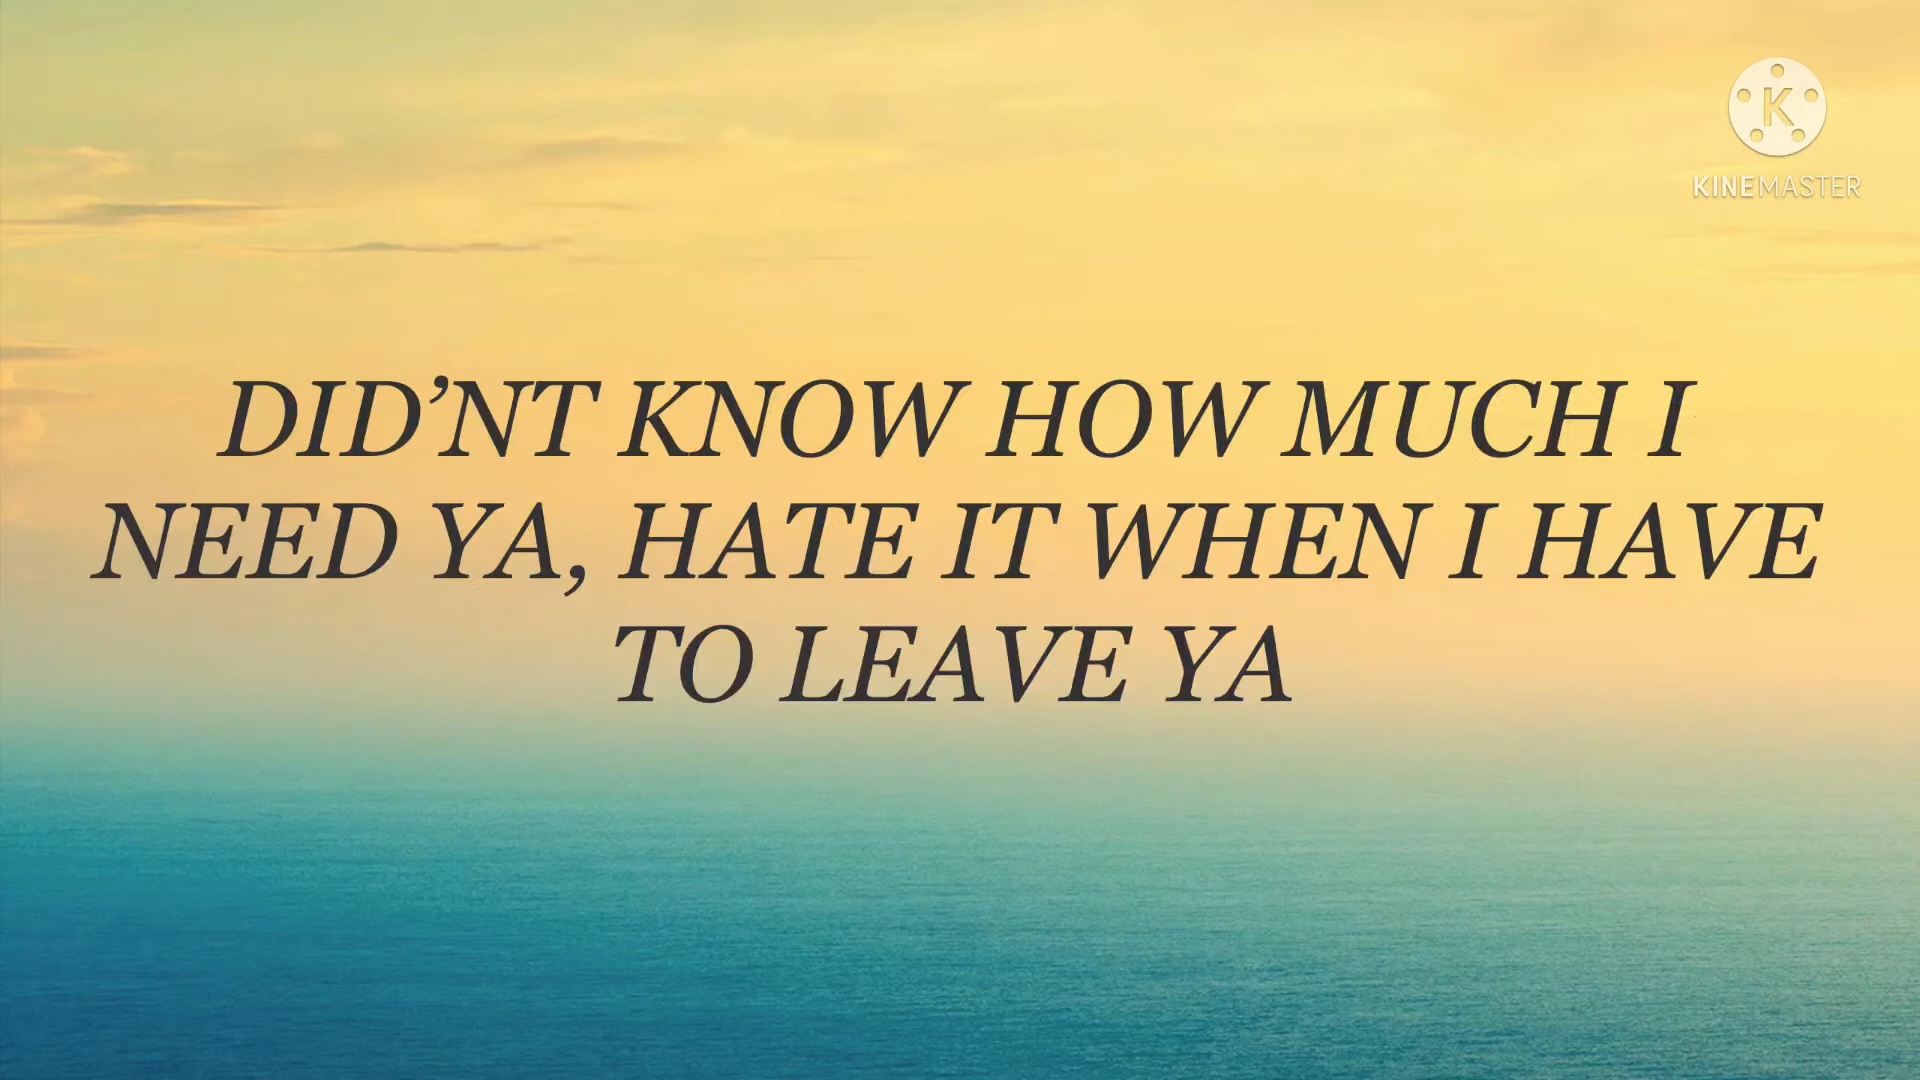 K
KINEMASTER
DID’NT KNOW HOW MUCH I
NEED YA, HATE IT WHEN I HAVE
TO LEAVE YA